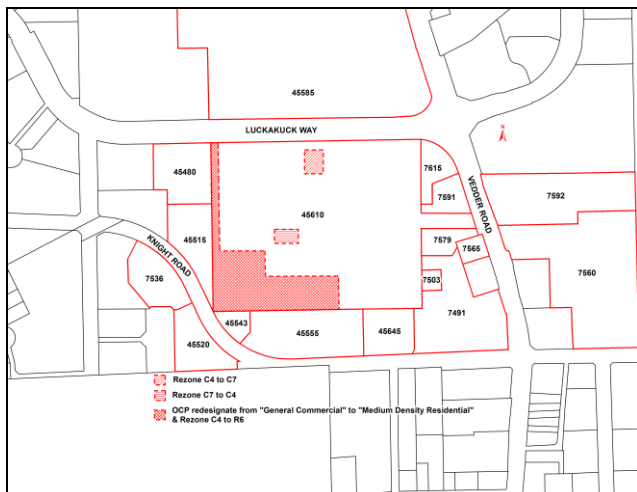 45585
LUCKAKUCK WAY
N
45480
7615
7591
VEDDER ROAD
7592
45610
45515
KNIGHT ROAD
7579
7565
7536
7503
7560
45543
45555
45645
7491
45520
Rezone C4 to C7
Rezone C7 to C4
OCP redesignate from "General Commercial" to "Medium Density Residential"
& Rezone C4 to R6